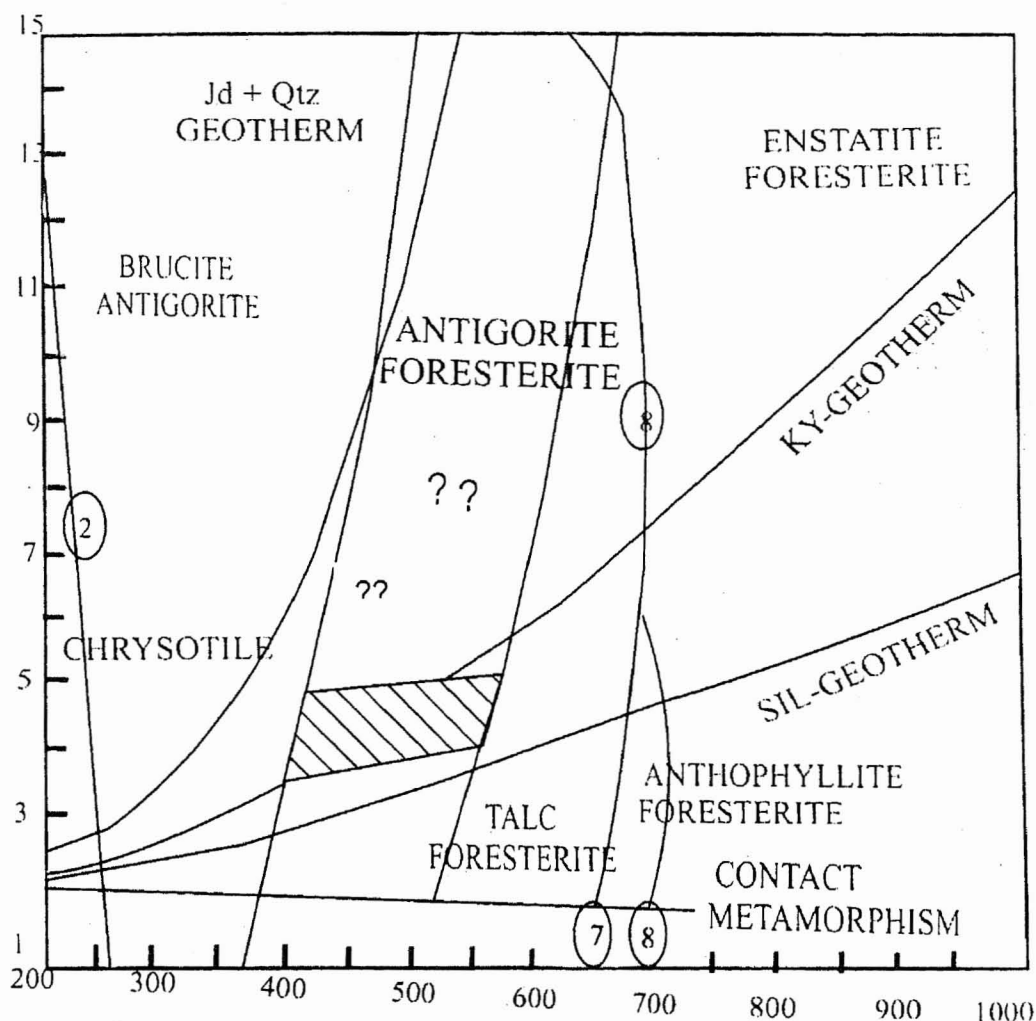 15
Jd + Qtz
GEOTHERM
ENSTATITE
FORESTERITE
13
BRUCITE
ANTIGORITE
11
ANTIGORITE
FORESTERITE
KY-GEOTHERM
9
8
? ?
2
7
??
CHRYSOTILE
5
SIL-GEOTHERM
ANTHOPHYLLITE
FORESTERITE
3
TALC
FORESTERITE
CONTACT
METAMORPHISM
1
7
8
200
300
400
500
600
700
800
900
1000